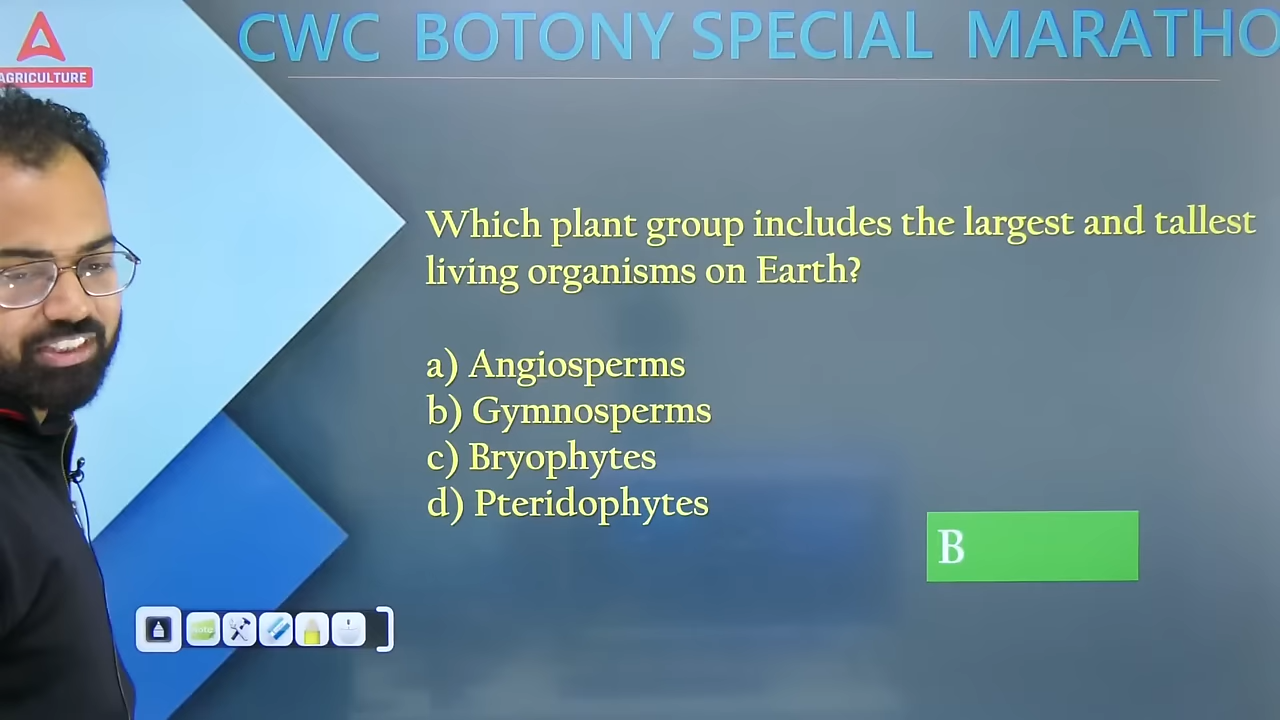 AGRICULTURE
CWC BOTONY SPECIAL MARATHO
Which plant group includes the largest and tallest
living organisms on Earth?
a) Angiosperms
b) Gymnosperms
c) Bryophytes
d) Pteridophytes
B